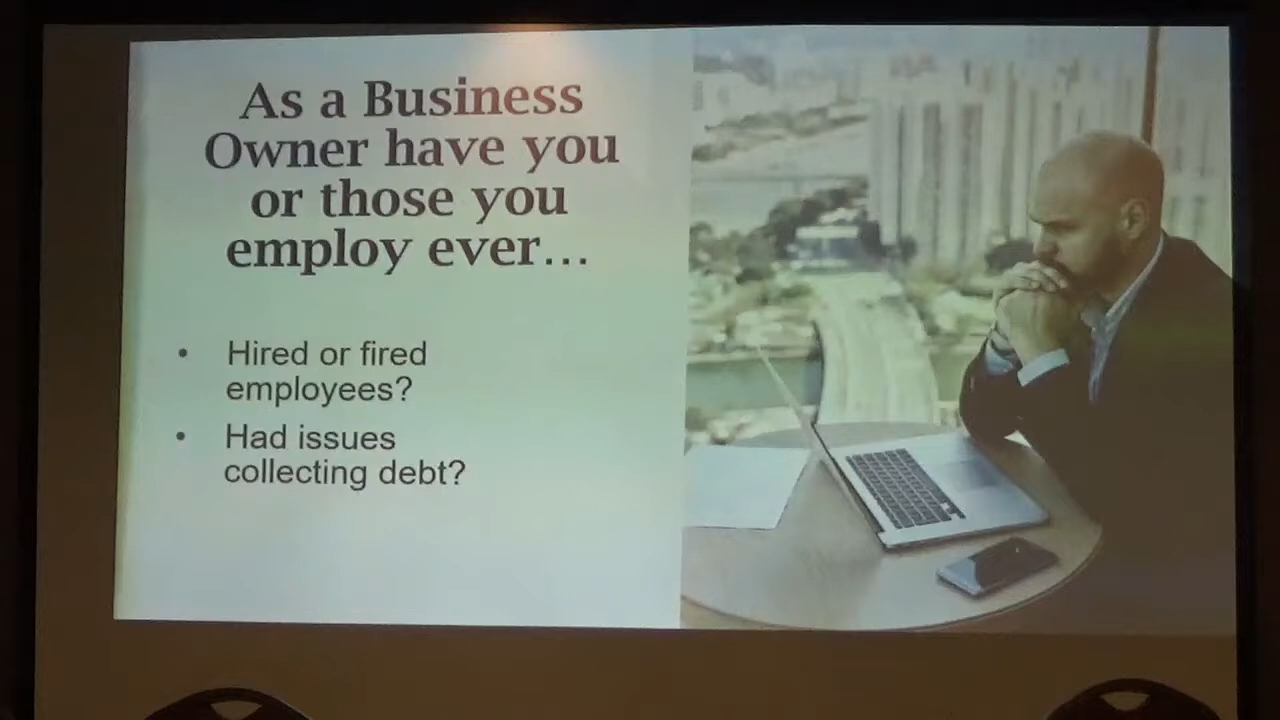 As a Business
Owner have you
or those you
employ ever…
• Hired or fired
employees?
• Had issues
collecting debt?